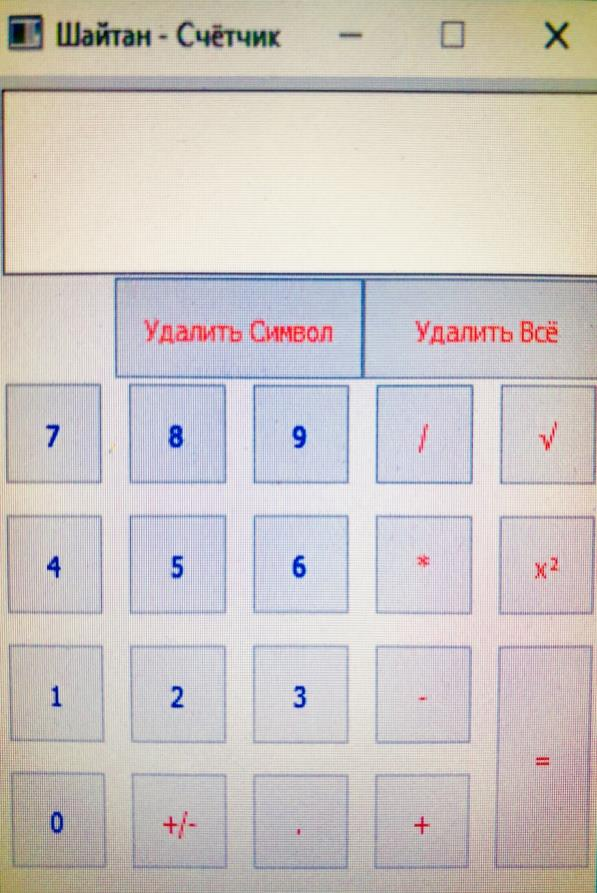 Шайтан - Счётчик
Удалить Символ Удалить Всё
7 8 9 / √
4 5 6 * x²
1 2 3 -
=
0 +/- . +